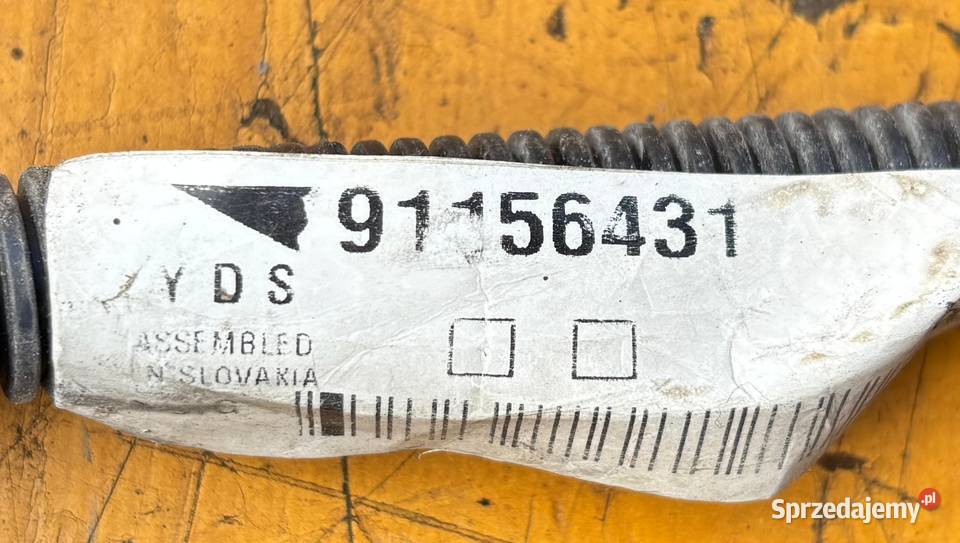 91156431
YDS
ASSEMBLED
IN SLOVAKIA
Sprzedajemy.pl